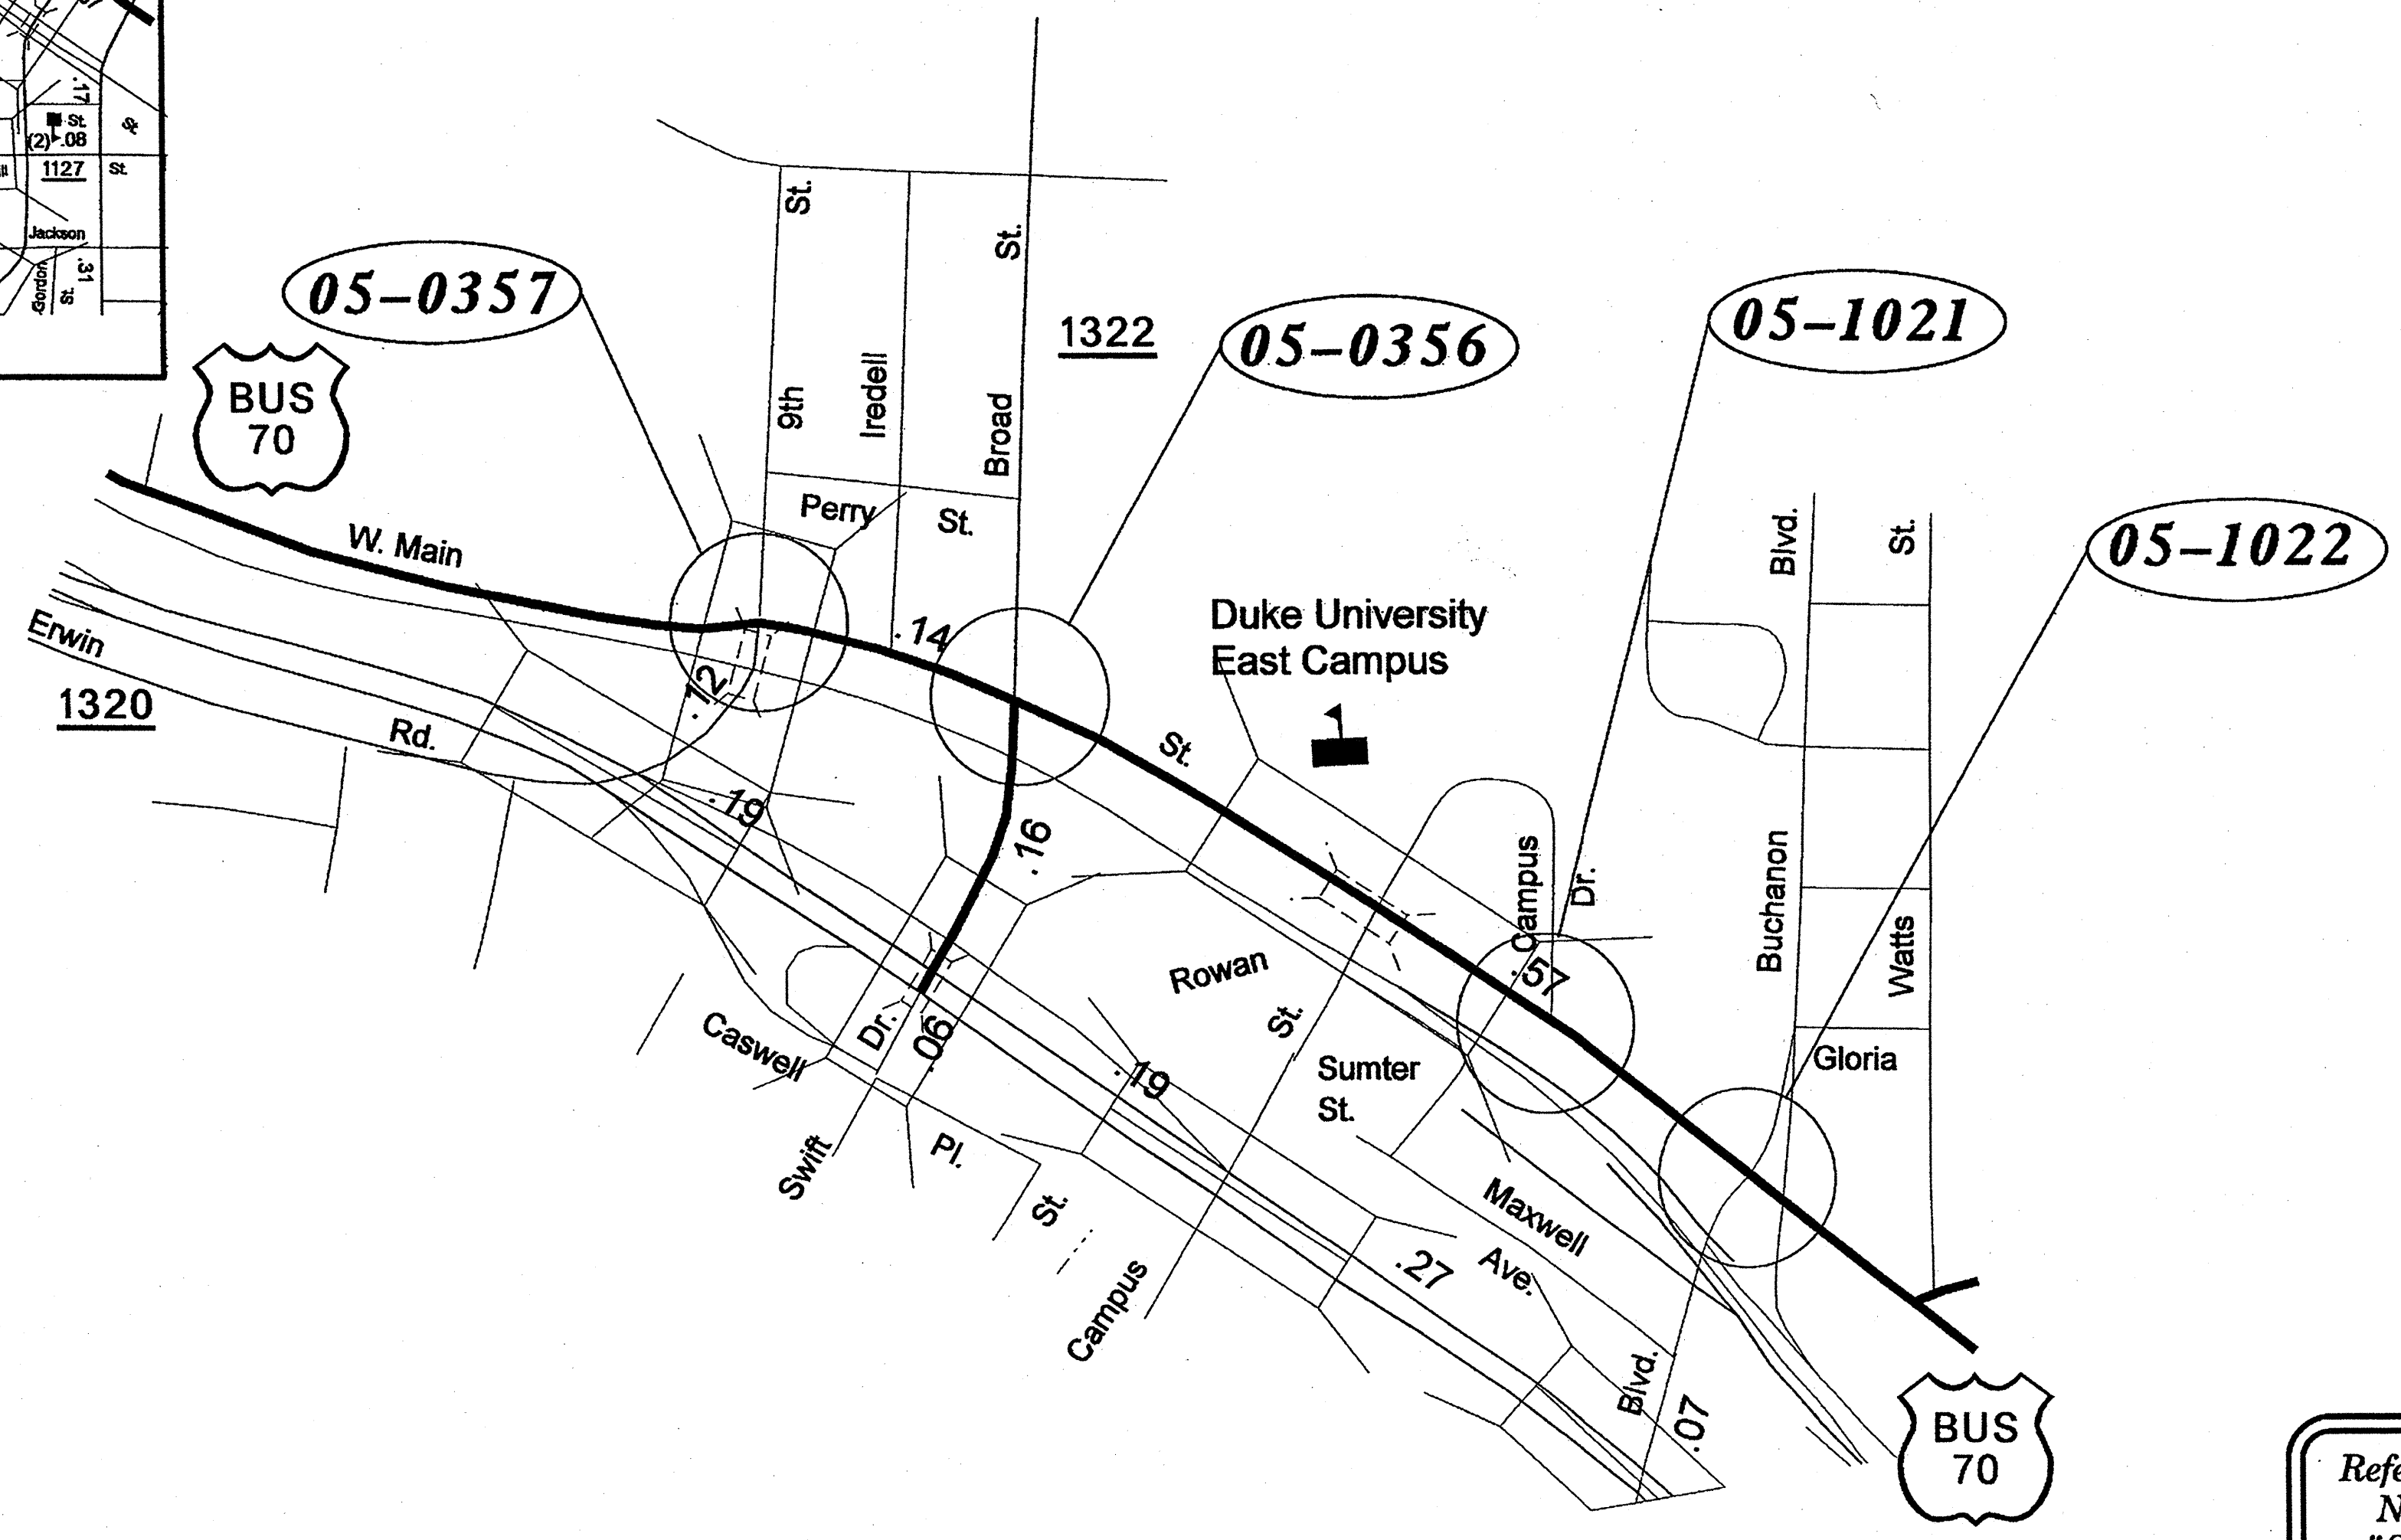 .17
St.
(2) .08
St.
1127
St.
Jackson
.31
Gordon
St.
05-0357
BUS
70
9th
St.
Iredell
Broad
St.
1322
05-0356
05-1021
05-1022
W. Main
Perry
St.
Erwin
Rd.
1320
.12
.14
Duke University
East Campus
St.
Blvd.
St.
.19
.16
Campus
Dr.
.57
Buchanon
Watts
Rowan
St.
Sumter
St.
Gloria
Caswell
Dr.
.06
.19
Swift
Pl.
St.
Campus
Maxwell
Ave.
.27
Blvd.
.07
BUS
70